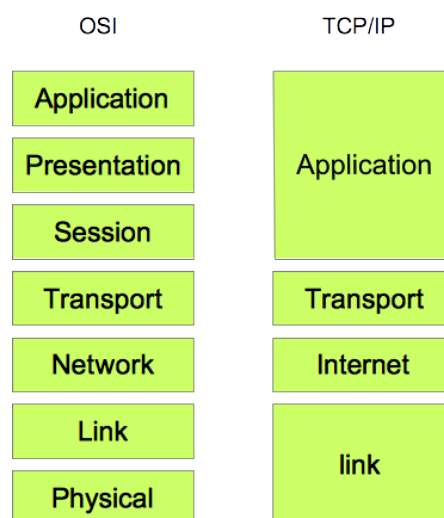 OSI
TCP/IP
Application
Presentation
Session
Transport
Network
Link
Physical
Application
Transport
Internet
link